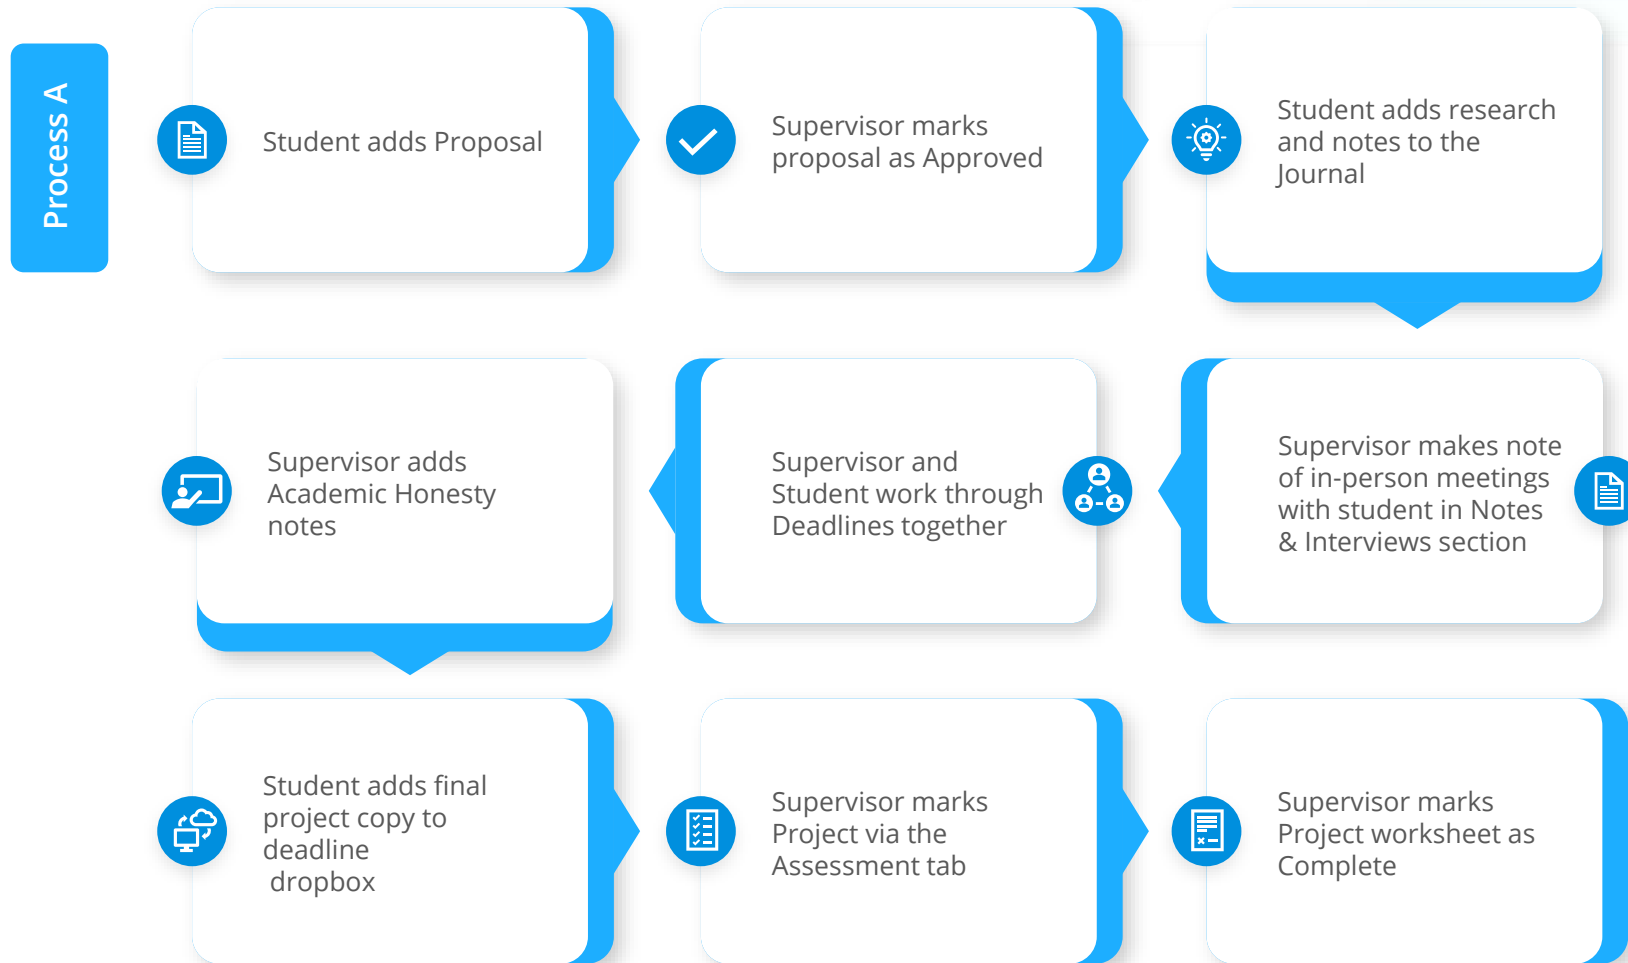 Process A
Student adds Proposal
Supervisor marks
proposal as Approved
Student adds research
and notes to the
Journal
Supervisor makes note
of in-person meetings
with student in Notes
& Interviews section
Supervisor and
Student work through
Deadlines together
Supervisor adds
Academic Honesty
notes
Student adds final
project copy to
deadline
dropbox
Supervisor marks
Project via the
Assessment tab
Supervisor marks
Project worksheet as
Complete